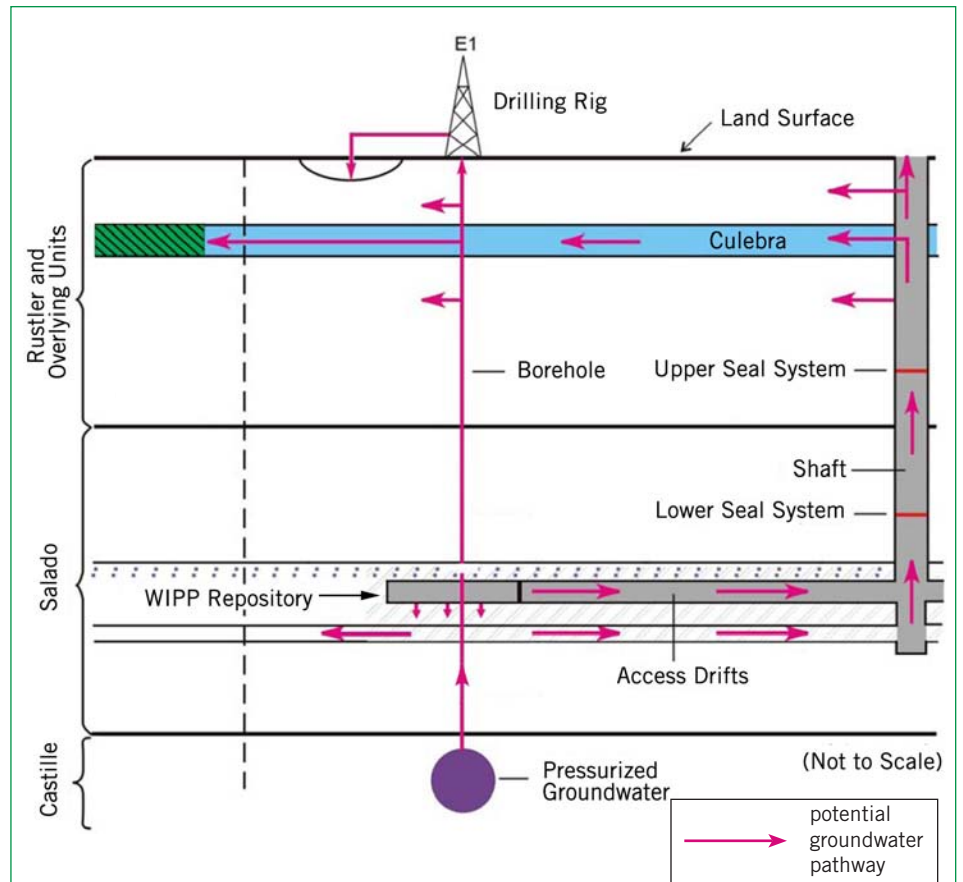 E1
Drilling Rig
Land Surface
Culebra
Rustler and
Overlying Units
Borehole
Upper Seal System
Shaft
Lower Seal System
Salado
WIPP Repository
Access Drifts
Castille
Pressurized
Groundwater
(Not to Scale)
potential
groundwater
pathway